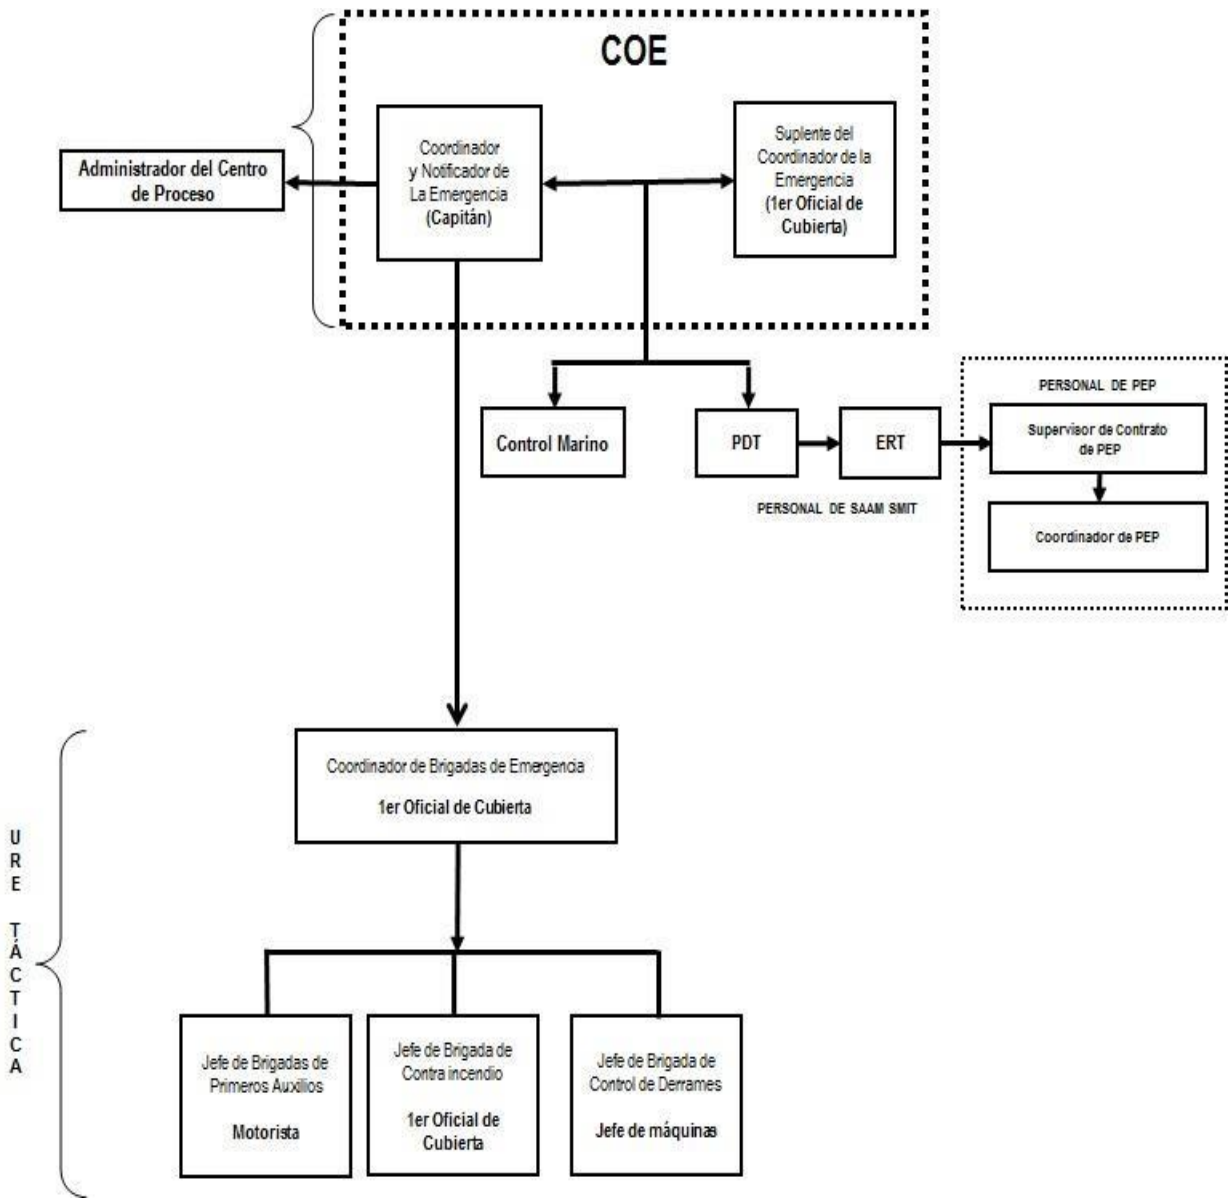 COE
Administrador del Centro
de Proceso
Coordinador
y Notificador de
La Emergencia
(Capitán)
Suplente del
Coordinador de la
Emergencia
(1er Oficial de
Cubierta)
Control Marino
PDT
ERT
PERSONAL DE SAAM SMIT
PERSONAL DE PEP
Supervisor de Contrato
de PEP
Coordinador de PEP
Coordinador de Brigadas de Emergencia
1er Oficial de Cubierta
URE TÁCTICA
Jefe de Brigadas de
Primeros Auxilios
Motorista
Jefe de Brigada de
Contra incendio
1er Oficial de
Cubierta
Jefe de Brigada de
Control de Derrames
Jefe de máquinas